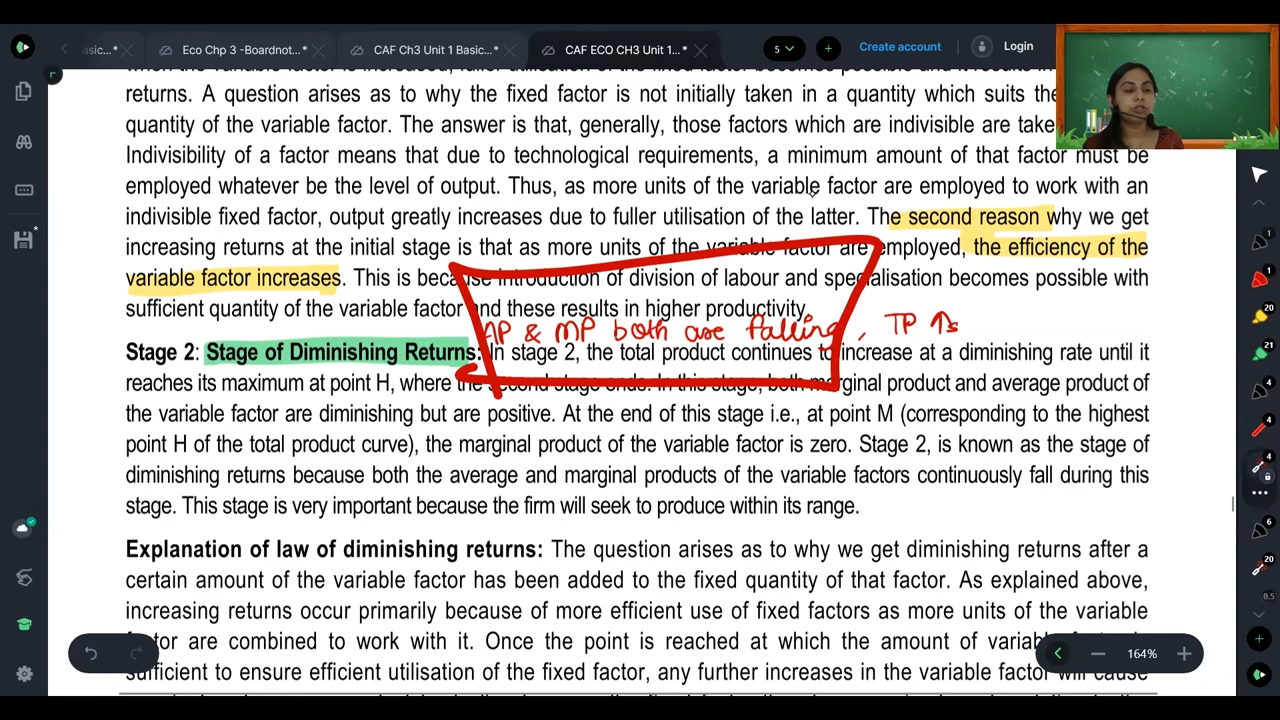 asic...*
Eco Chp 3 -Boardnot...*
CAF Ch3 Unit 1 Basic...*
CAF ECO CH3 Unit 1...*
5
Create account
Login
returns. A question arises as to why the fixed factor is not initially taken in a quantity which suits the
quantity of the variable factor. The answer is that, generally, those factors which are indivisible are take
Indivisibility of a factor means that due to technological requirements, a minimum amount of that factor must be
employed whatever be the level of output. Thus, as more units of the variable factor are employed to work with an
indivisible fixed factor, output greatly increases due to fuller utilisation of the latter. The second reason why we get
increasing returns at the initial stage is that as more units of the variable factor are employed, the efficiency of the
variable factor increases. This is because introduction of division of labour and specialisation becomes possible with
sufficient quantity of the variable factor and these results in higher productivity.
AP & MP both are falling, TP ↑s
Stage 2: Stage of Diminishing Returns: In stage 2, the total product continues to increase at a diminishing rate until it
reaches its maximum at point H, where the second stage ends. In this stage, both marginal product and average product of
the variable factor are diminishing but are positive. At the end of this stage i.e., at point M (corresponding to the highest
point H of the total product curve), the marginal product of the variable factor is zero. Stage 2, is known as the stage of
diminishing returns because both the average and marginal products of the variable factors continuously fall during this
stage. This stage is very important because the firm will seek to produce within its range.
Explanation of law of diminishing returns: The question arises as to why we get diminishing returns after a
certain amount of the variable factor has been added to the fixed quantity of that factor. As explained above,
increasing returns occur primarily because of more efficient use of fixed factors as more units of the variable
factor are combined to work with it. Once the point is reached at which the amount of variable
sufficient to ensure efficient utilisation of the fixed factor, any further increases in the variable factor will cause
164%
4
1
20
21
4
4
4
6
20
0.5